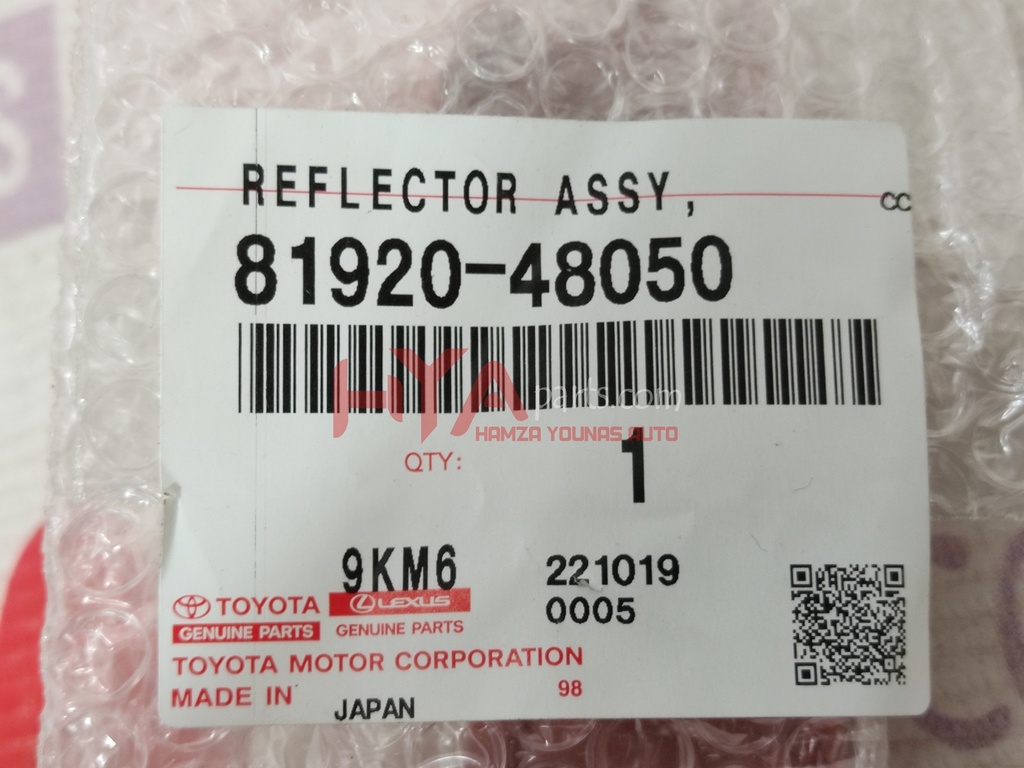 REFLECTOR ASSY,
CC
81920-48050
HYAparts.com
HAMZA YOUNAS AUTO
QTY: 1
9KM6 221019
TOYOTA LEXUS 0005
GENUINE PARTS GENUINE PARTS
TOYOTA MOTOR CORPORATION
MADE IN JAPAN 98